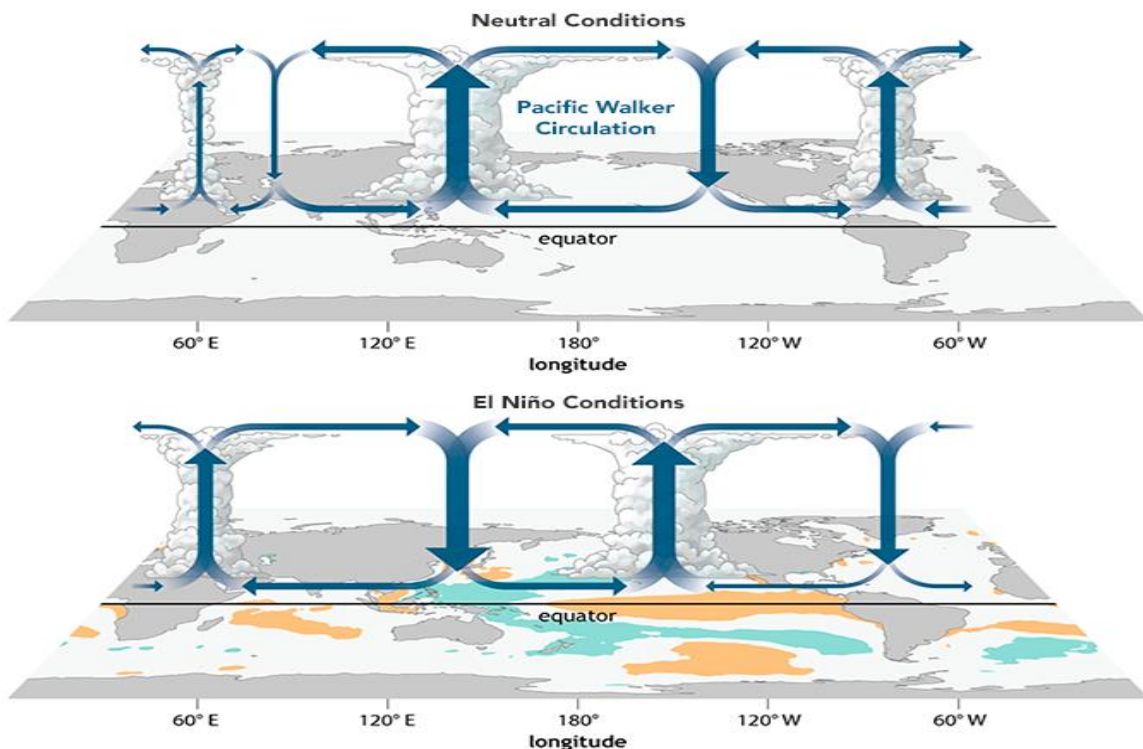 Neutral Conditions
Pacific Walker
Circulation
equator
60° E 120° E 180° 120° W 60° W
longitude
El Niño Conditions
equator
60° E 120° E 180° 120° W 60° W
longitude